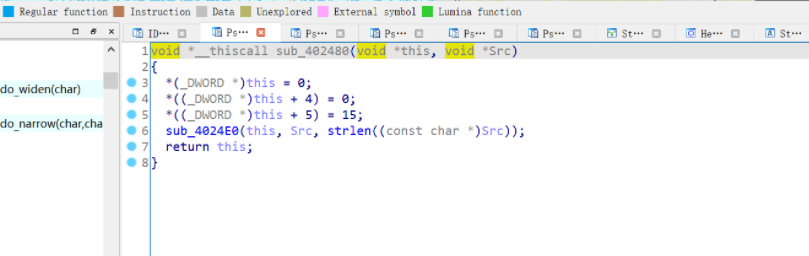 Regular function Instruction Data Unexplored External symbol Lumina function
ID··· Ps··· Ps··· Ps··· Ps··· Ps··· St··· He··· St···
do_widen(char)
do_narrow(char,cha
1 void *__thiscall sub_402480(void *this, void *Src)
2 {
3 *(_DWORD *)this = 0;
4 *((_DWORD *)this + 4) = 0;
5 *((_DWORD *)this + 5) = 15;
6 sub_4024E0(this, Src, strlen((const char *)Src));
7 return this;
8 }